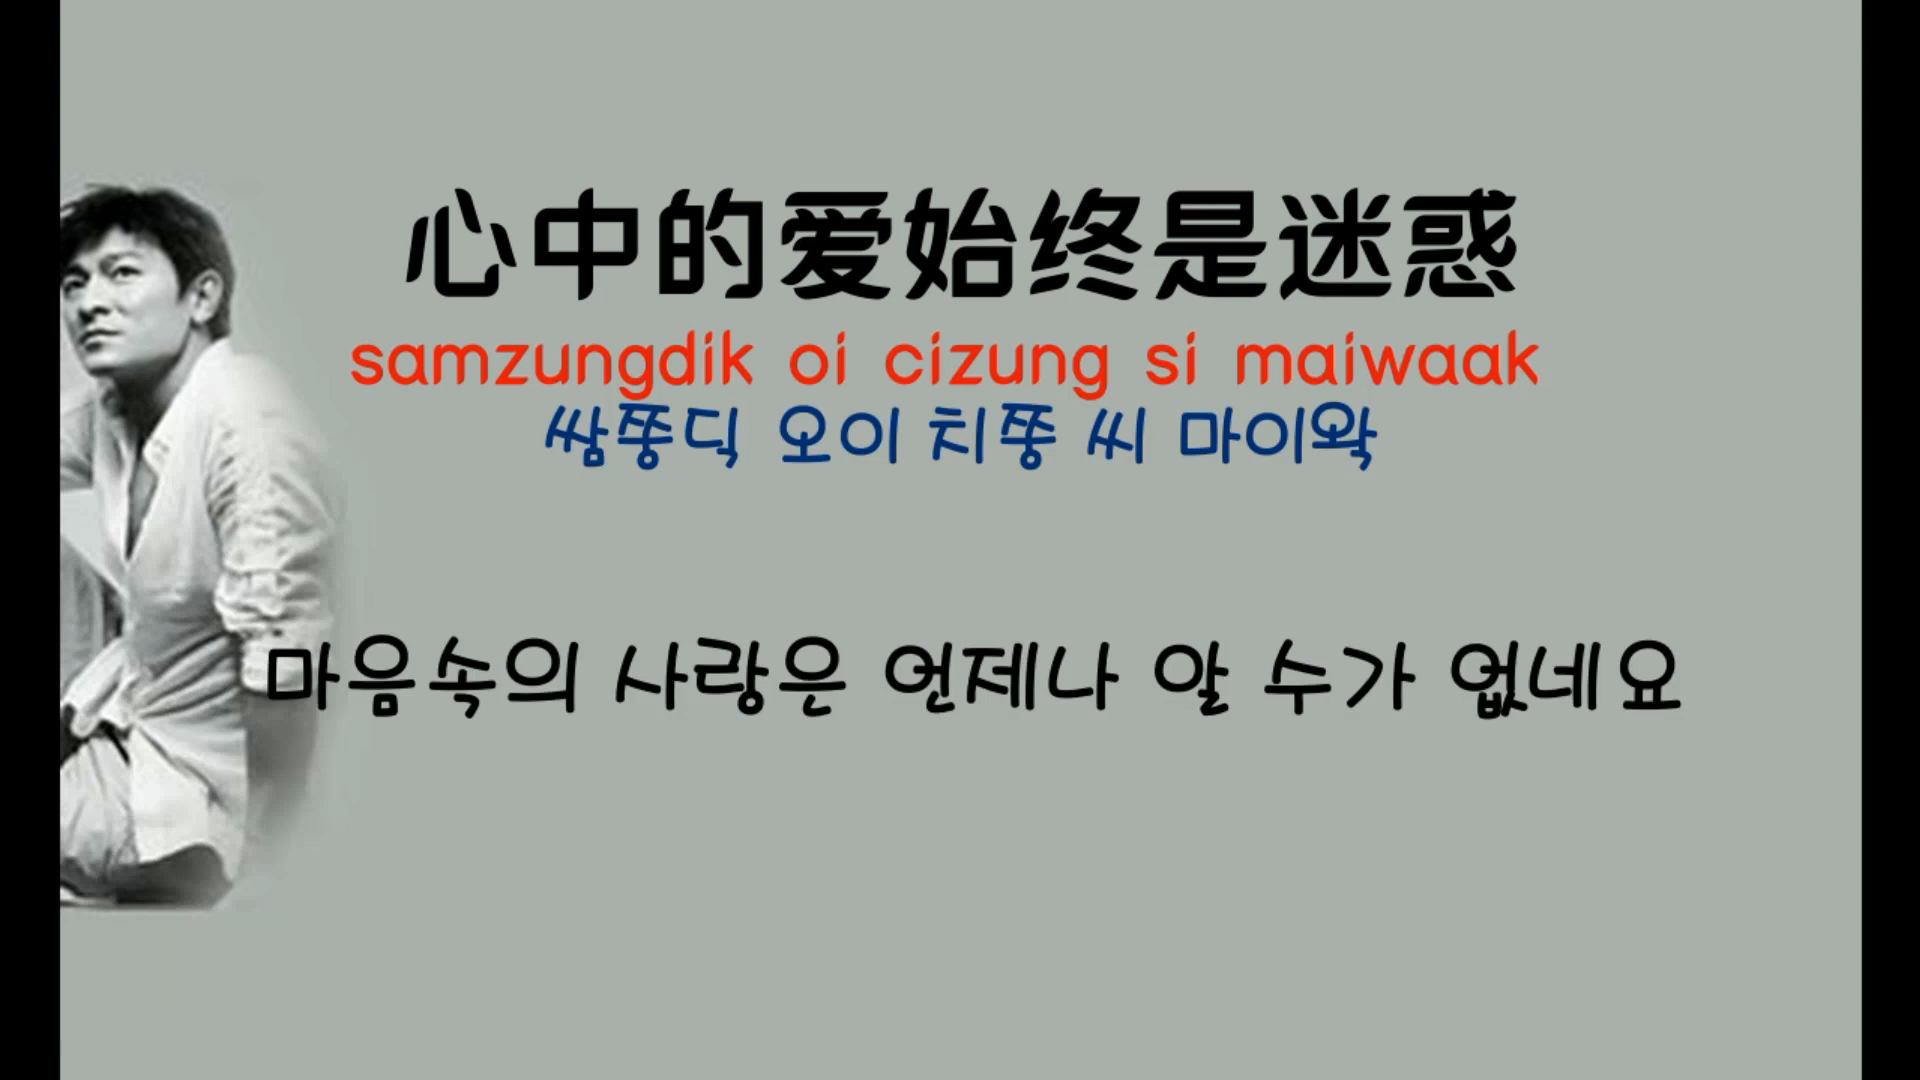 心中的爱始终是迷惑
samzungdik oi cizung si maiwaak
쌈쭝딕 오이 치쭝 씨 마이왁
마음속의 사랑은 언제나 알 수가 없네요